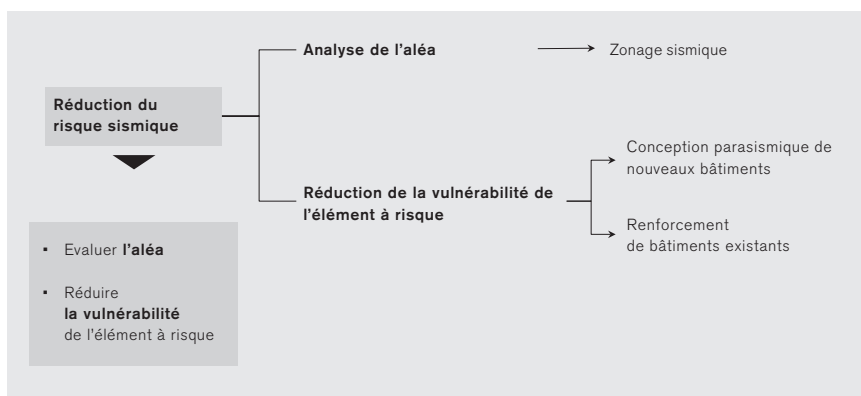 Analyse de l'aléa
Zonage sismique
Réduction du
risque sismique
Conception parasismique de
nouveaux bâtiments
Réduction de la vulnérabilité de
l'élément à risque
Renforcement
de bâtiments existants
▪ Evaluer l'aléa
▪ Réduire
la vulnérabilité
de l'élément à risque